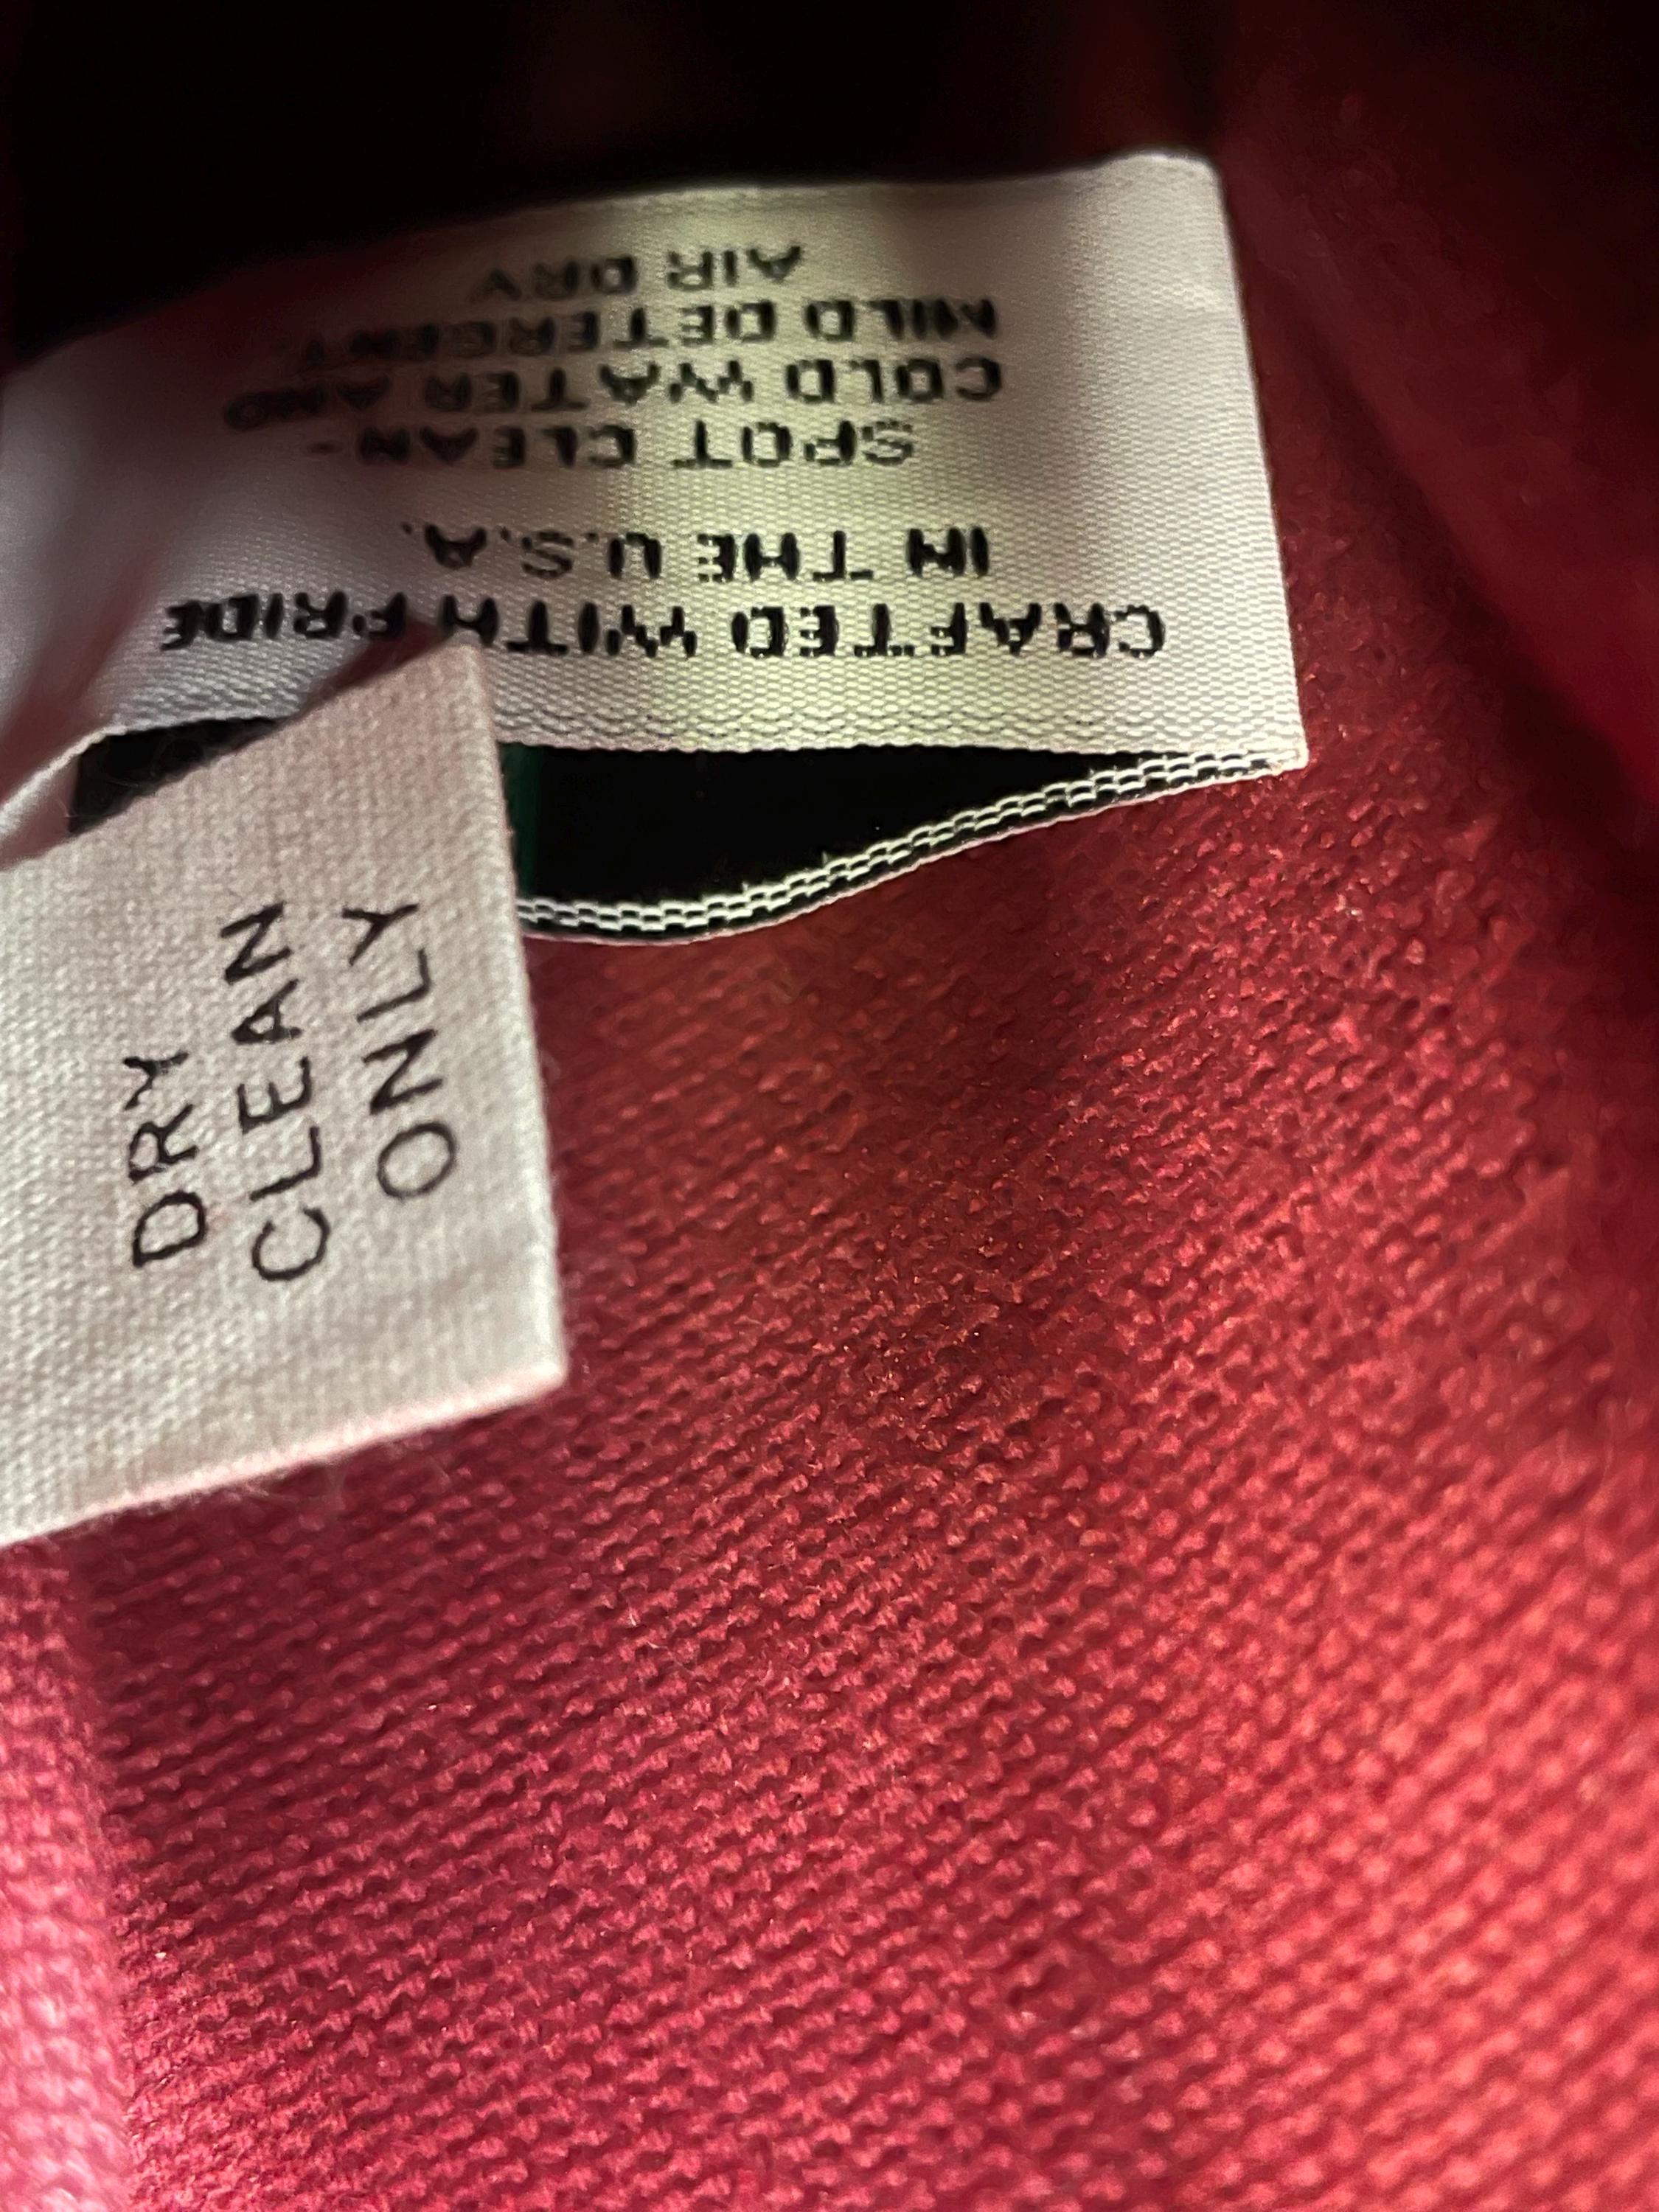 CRAFTED WITH PRIDE
IN THE U.S.A.
SPOT CLEAN-
COLD WATER AND
MILD DETERGENT.
AIR DRY
DRY
CLEAN
ONLY